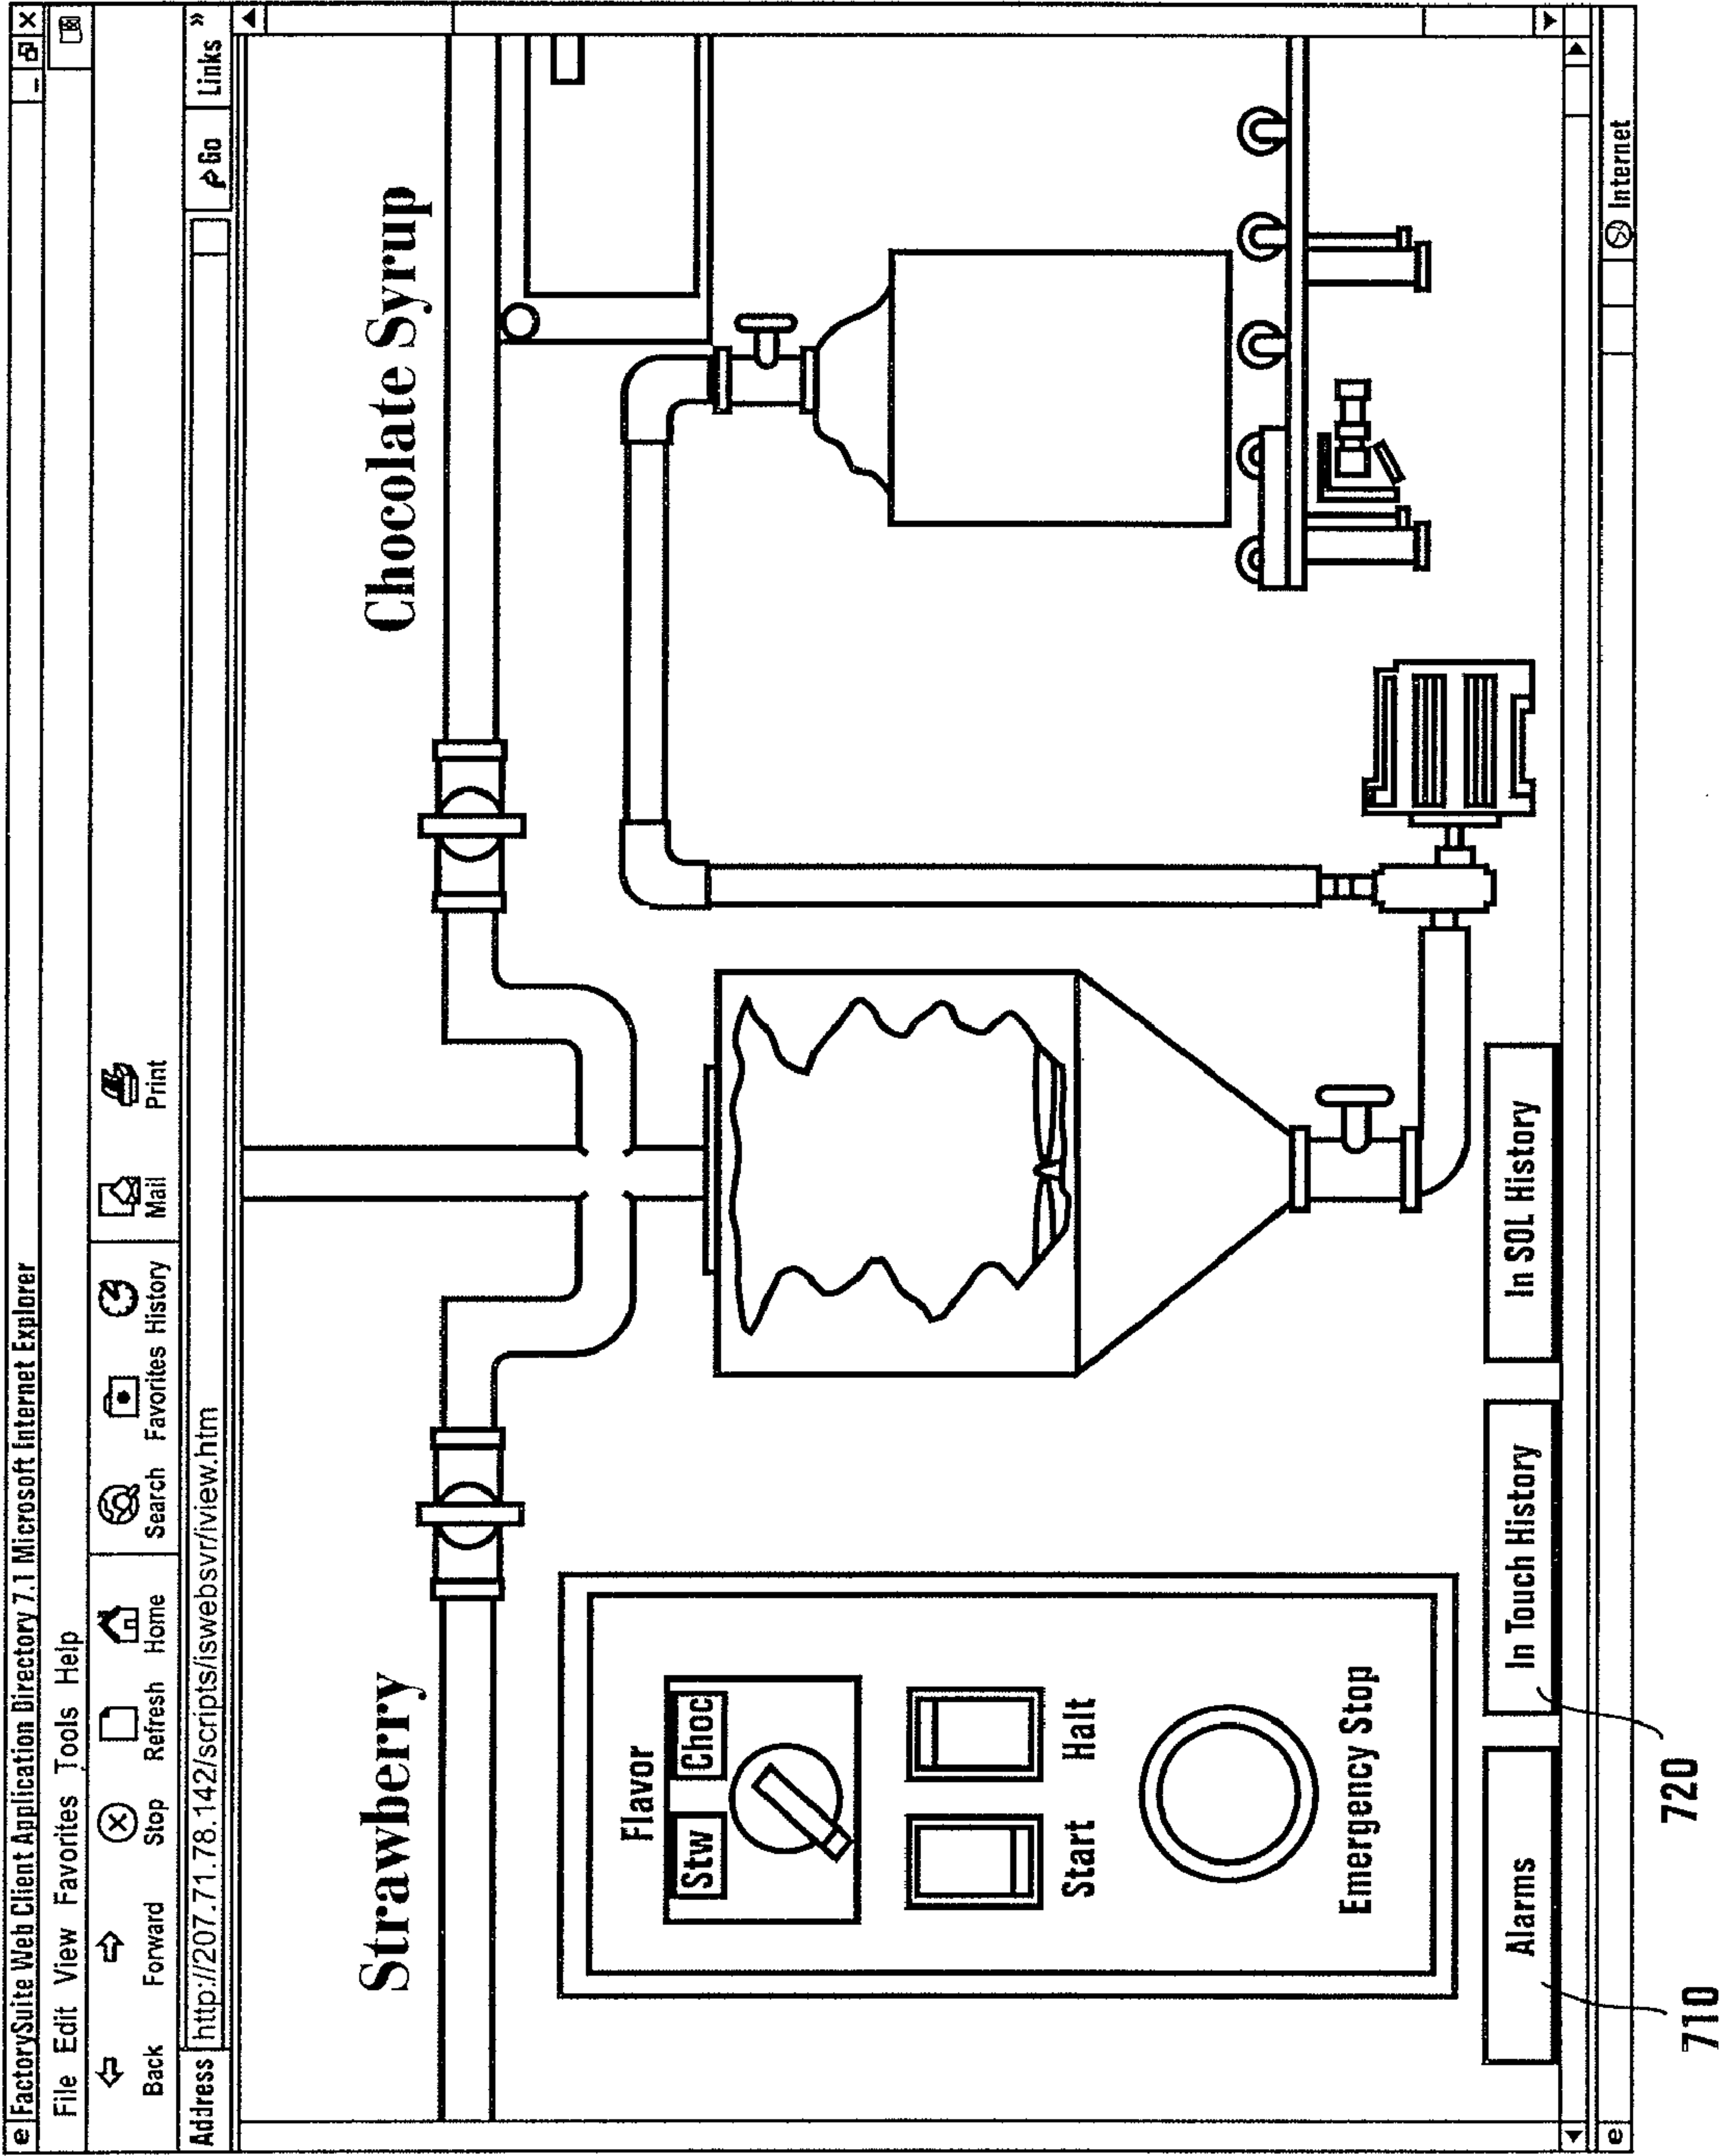 e FactorySuite Web Client Application Directory 7.1 Microsoft Internet Explorer
File Edit View Favorites Tools Help
Back Forward Stop Refresh Home Search Favorites History Mail Print
Address http://207.71.78.142/scripts/iswebsvr/iview.htm Go Links »
Strawberry
Chocolate Syrup
Flavor
Stw Choc
Start Halt
Emergency Stop
Alarms In Touch History In SQL History
e Internet
710 720